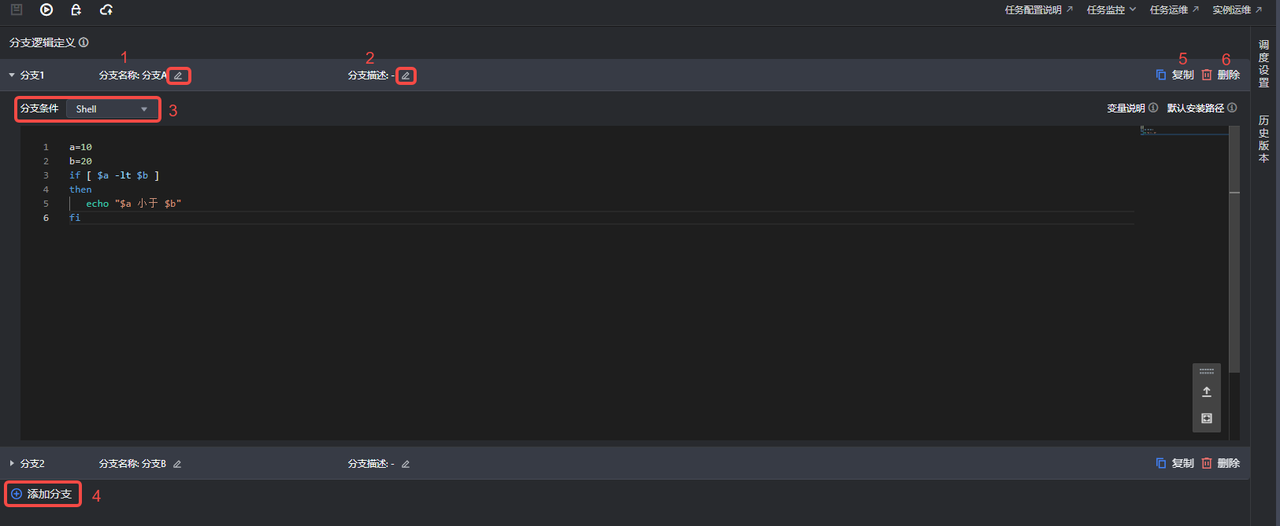 任务配置说明 任务监控 任务运维 实例运维
分支逻辑定义
1 2 5 6
分支1 分支名称: 分支A 分支描述: - 复制 删除
分支条件 Shell 3 变量说明 默认安装路径
1 a=10
2 b=20
3 if [ $a -lt $b ]
4 then
5 echo "$a 小于 $b"
6 fi
分支2 分支名称: 分支B 分支描述: - 复制 删除
添加分支 4
调度设置
历史版本